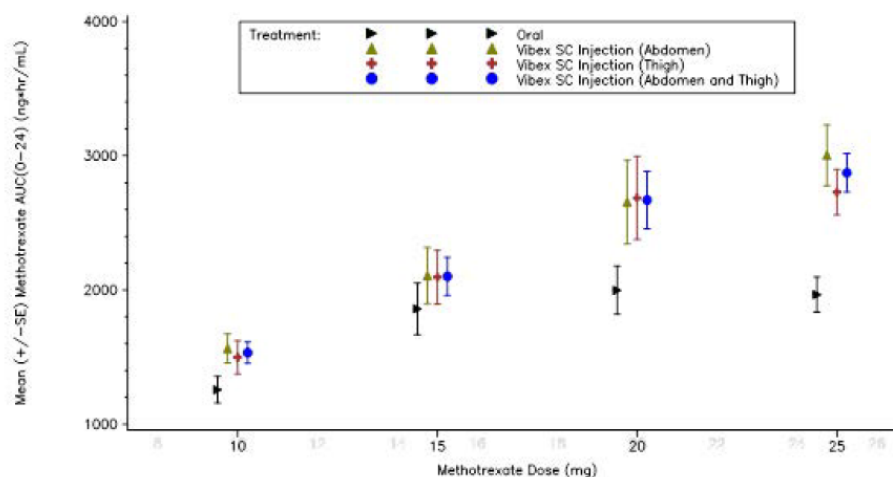 4000
Treatment: Oral
Vibex SC Injection (Abdomen)
Vibex SC Injection (Thigh)
Vibex SC Injection (Abdomen and Thigh)
Mean (+/-SE) Methotrexate AUC(0-24) (ng*hr/mL)
3000
2000
1000
8 10 12 14 15 16 18 20 22 24 25 26
Methotrexate Dose (mg)